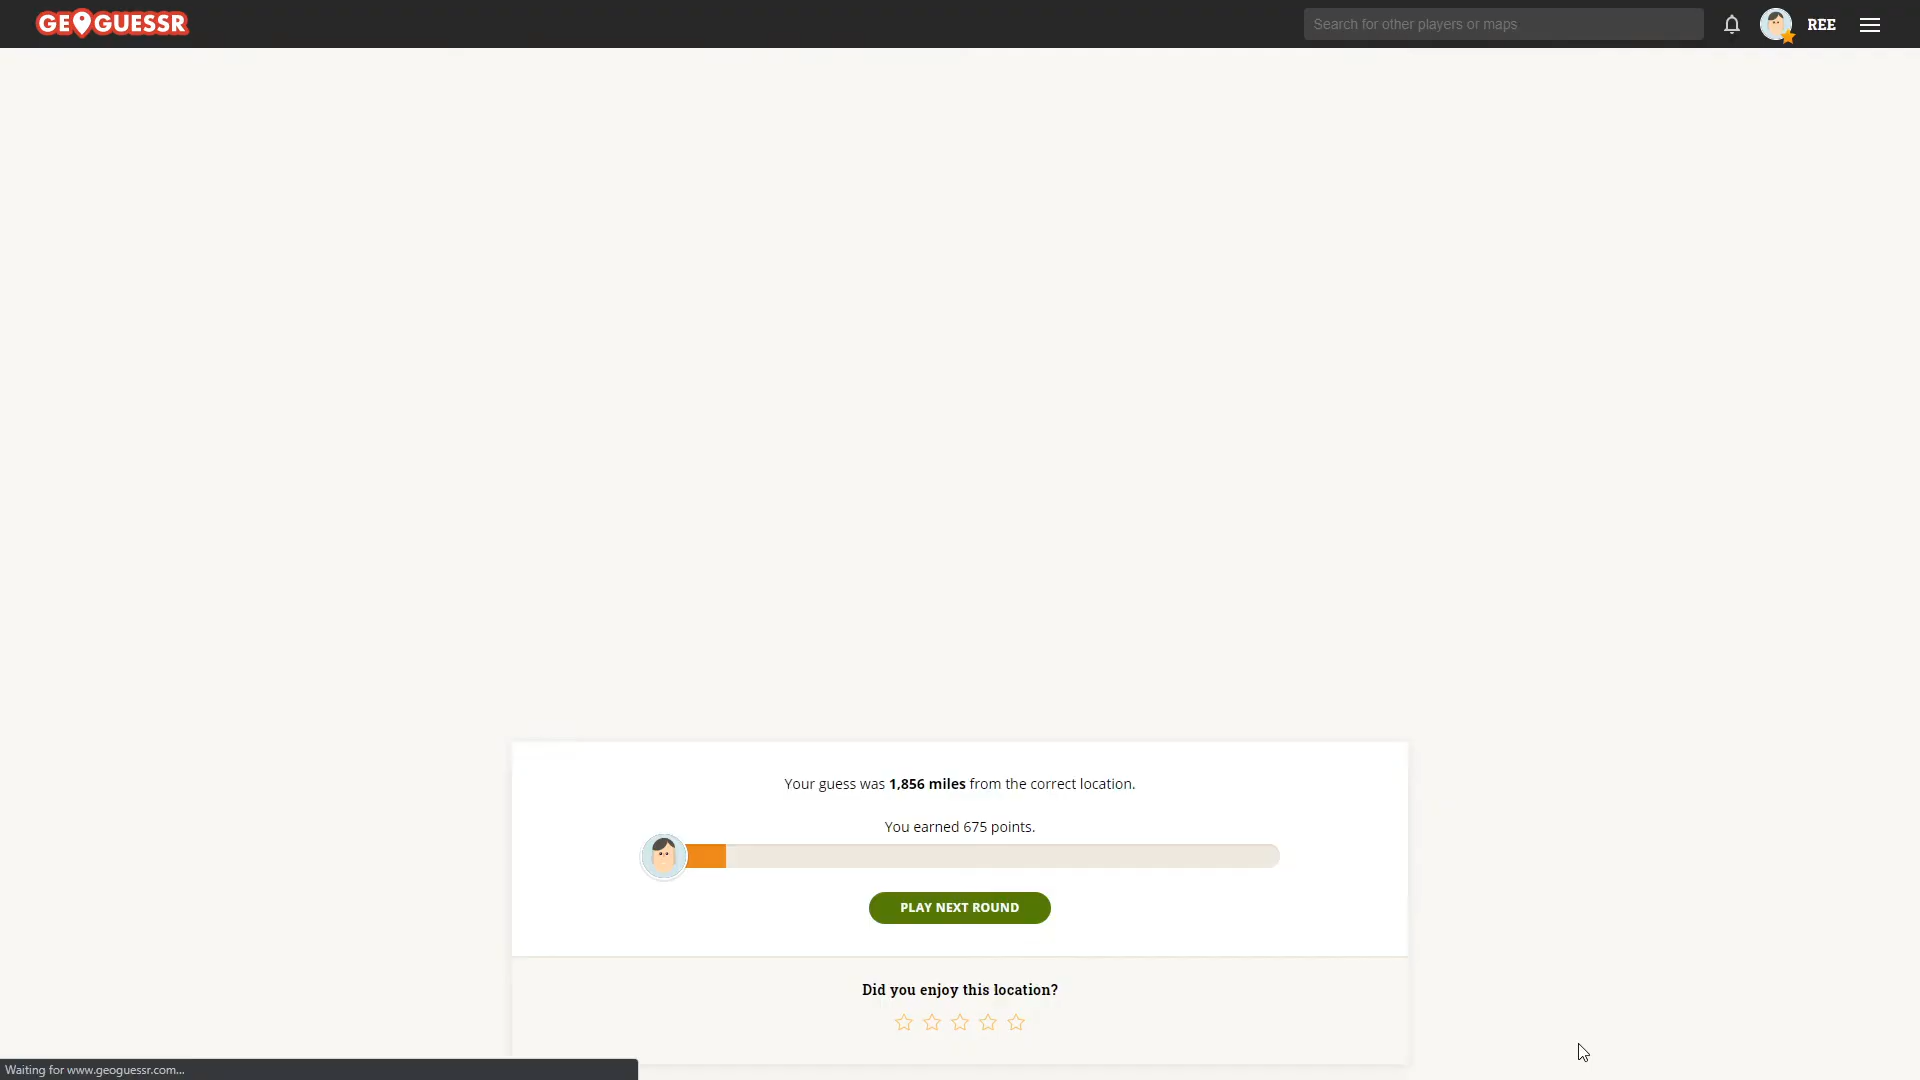 GEOGUESSR
Search for other players or maps
REE
Your guess was 1,856 miles from the correct location.
You earned 675 points.
PLAY NEXT ROUND
Did you enjoy this location?
Waiting for www.geoguessr.com...